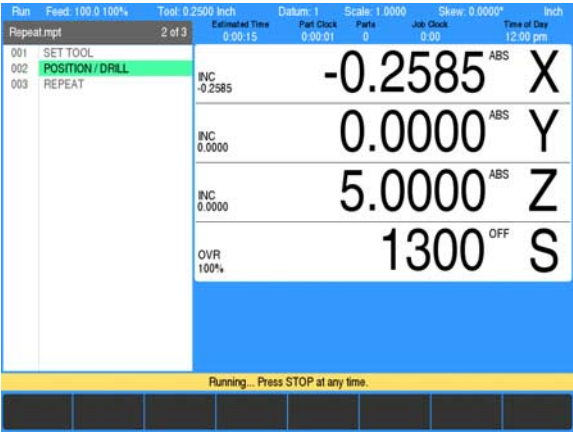 Run Feed: 100.0 100% Tool: 0.2500 Inch Datum: 1 Scale: 1.0000 Skew: 0.0000° Inch
Repeat.mpt 2 of 3
Estimated Time Part Clock Parts Job Clock Time of Day
0:00:15 0:00:01 0 0:00 12:00 pm
001 SET TOOL
002 POSITION / DRILL
003 REPEAT
INC -0.2585 -0.2585 ABS X
INC 0.0000 0.0000 ABS Y
INC 0.0000 5.0000 ABS Z
OVR 100% 1300 OFF S
Running... Press STOP at any time.